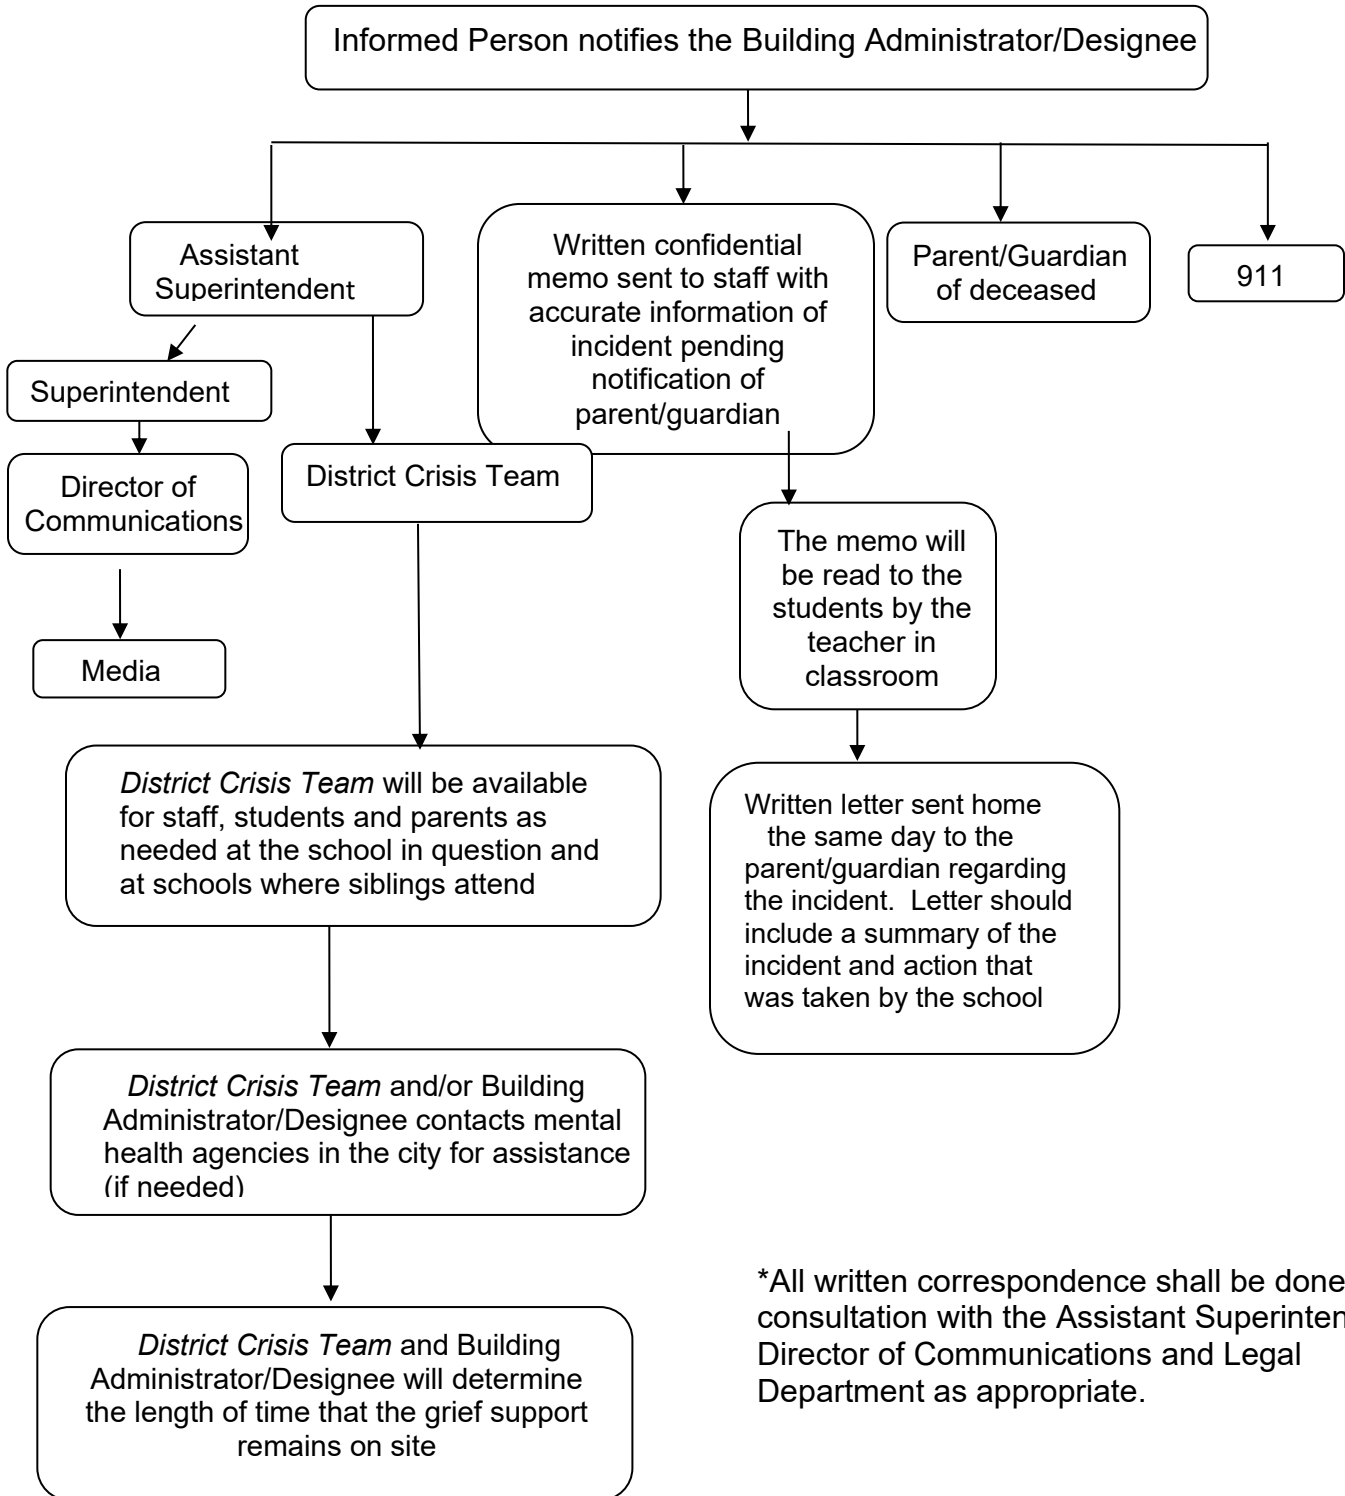 Informed Person notifies the Building Administrator/Designee
Assistant
Superintendent
Written confidential
memo sent to staff with
accurate information of
incident pending
notification of
parent/guardian
Parent/Guardian
of deceased
911
Superintendent
District Crisis Team
Director of
Communications
The memo will
be read to the
students by the
teacher in
classroom
Media
District Crisis Team will be available
for staff, students and parents as
needed at the school in question and
at schools where siblings attend
Written letter sent home
the same day to the
parent/guardian regarding
the incident. Letter should
include a summary of the
incident and action that
was taken by the school
District Crisis Team and/or Building
Administrator/Designee contacts mental
health agencies in the city for assistance
(if needed)
District Crisis Team and Building
Administrator/Designee will determine
the length of time that the grief support
remains on site
*All written correspondence shall be done
consultation with the Assistant Superinten
Director of Communications and Legal
Department as appropriate.